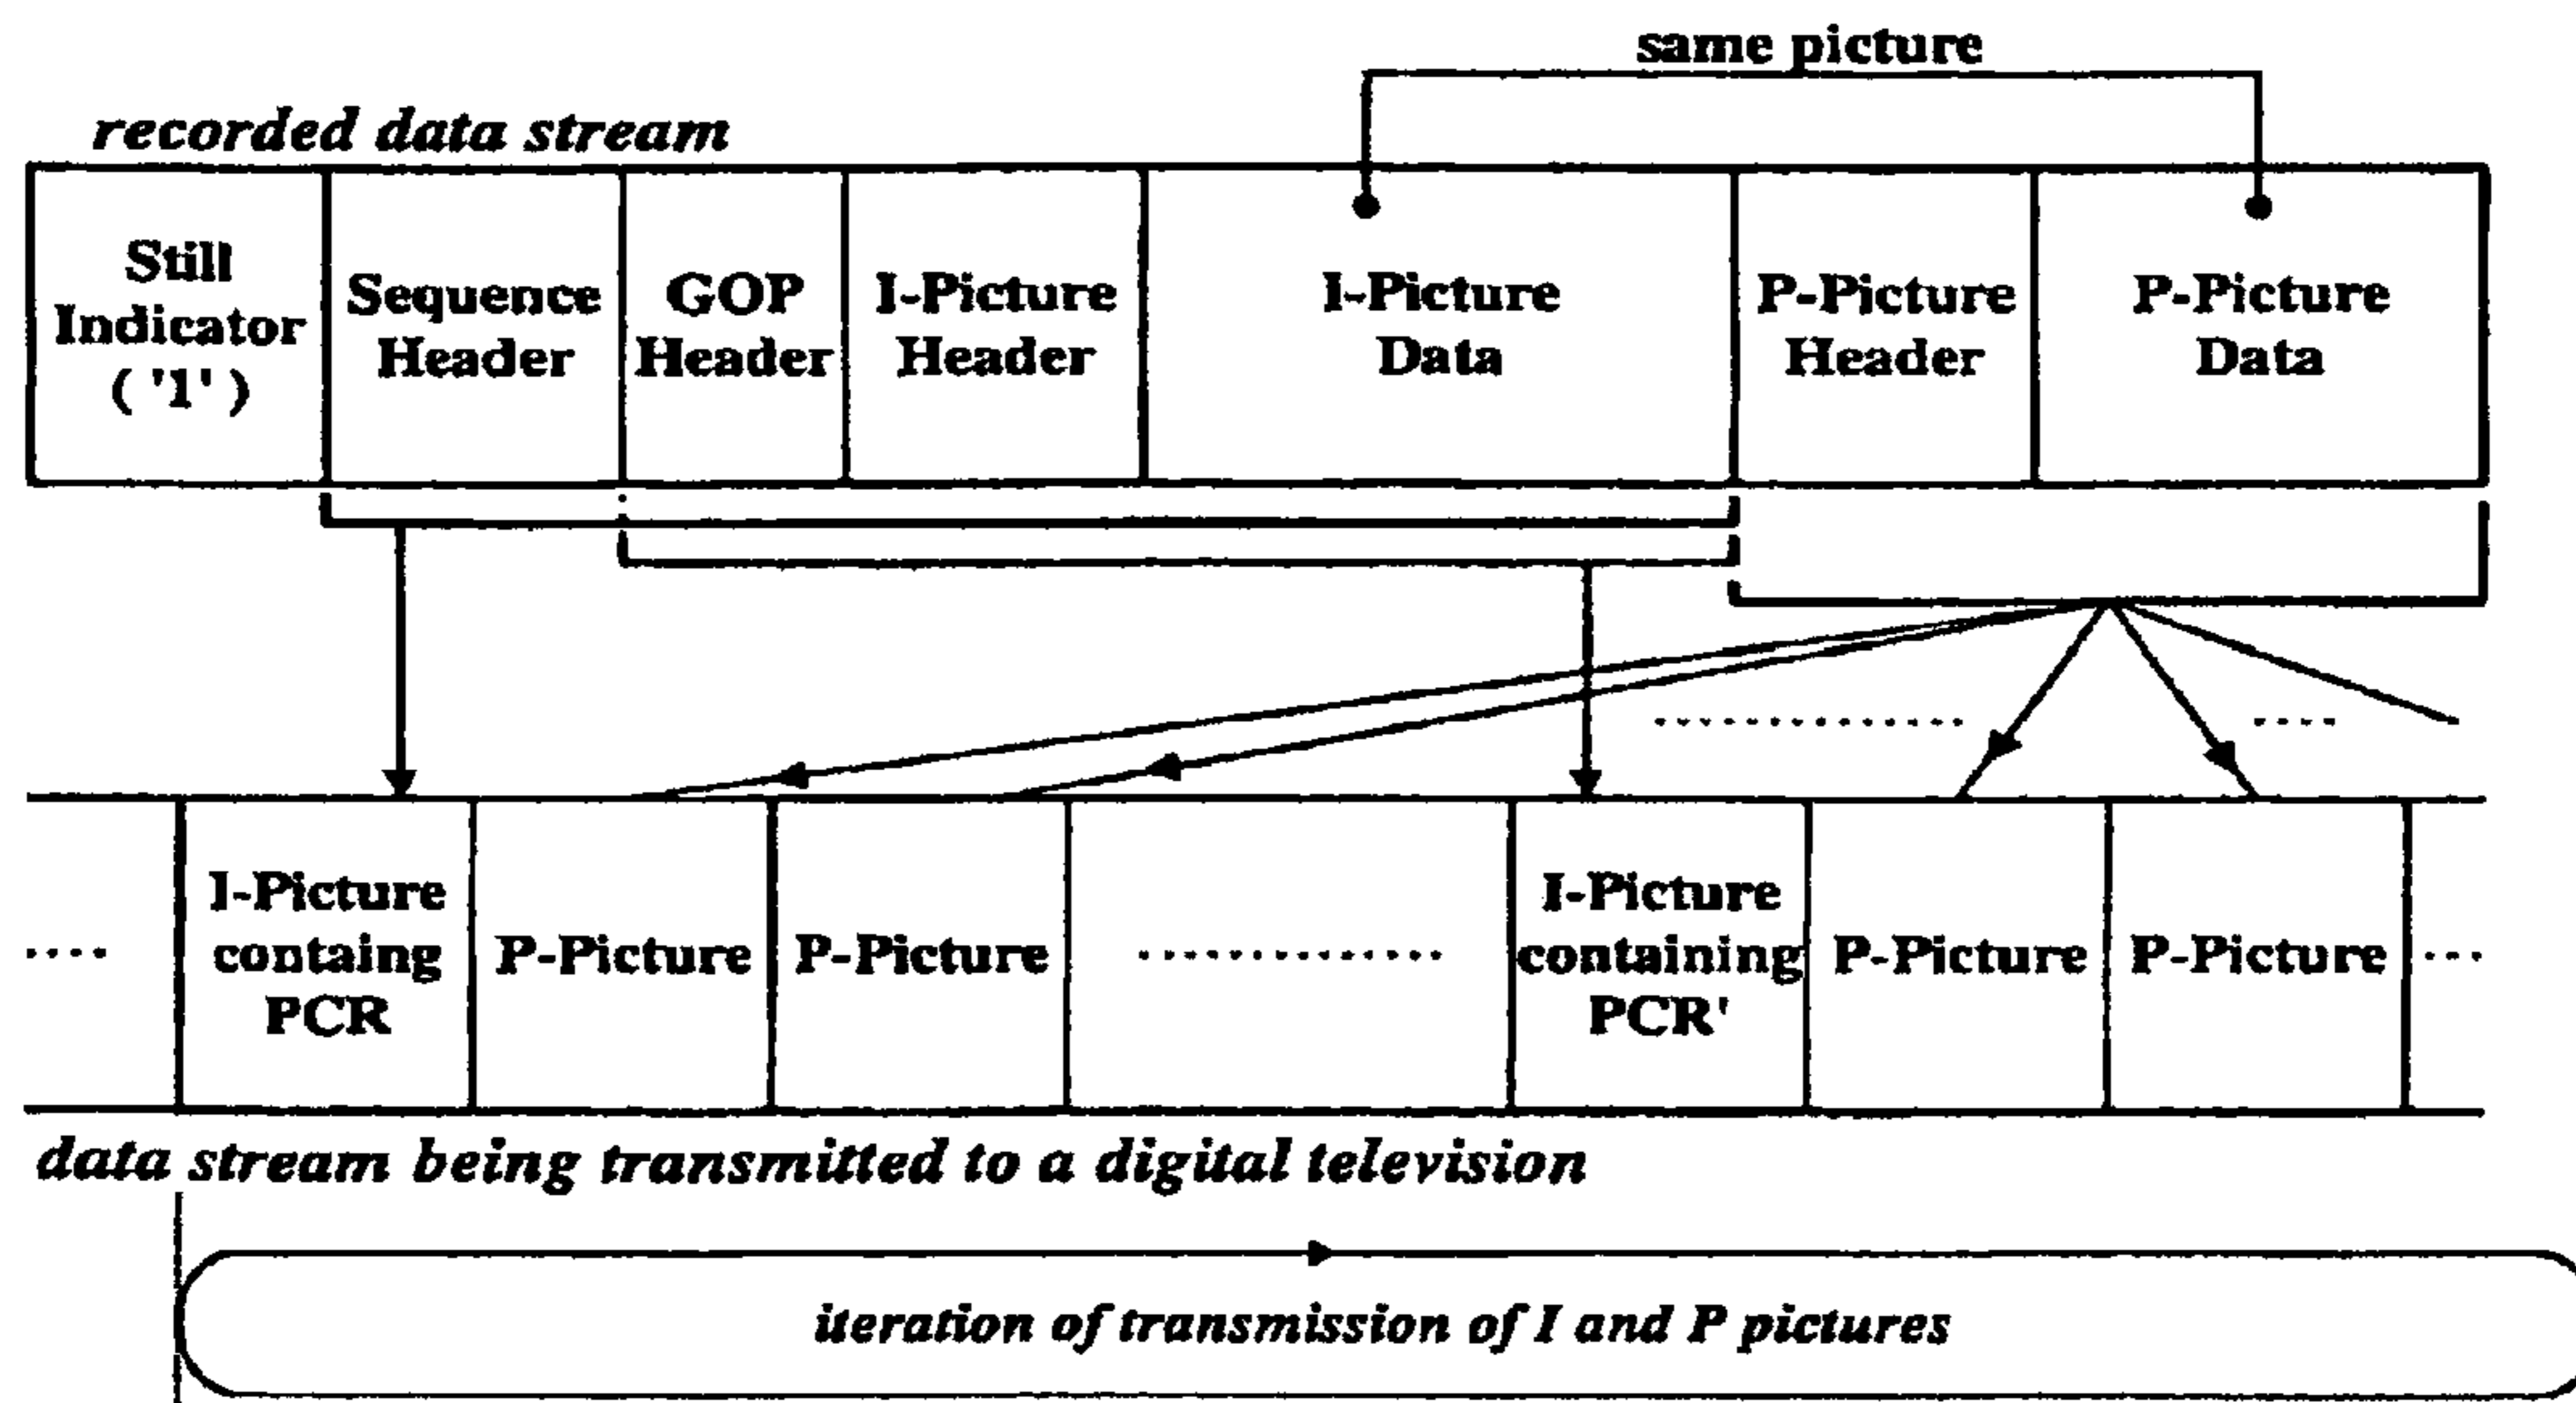 same picture
recorded data stream
Still
Indicator
('1')
Sequence
Header
GOP
Header
I-Picture
Header
I-Picture
Data
P-Picture
Header
P-Picture
Data
I-Picture
containg
PCR
P-Picture
P-Picture
I-Picture
containing
PCR'
P-Picture
P-Picture
data stream being transmitted to a digital television
iteration of transmission of I and P pictures